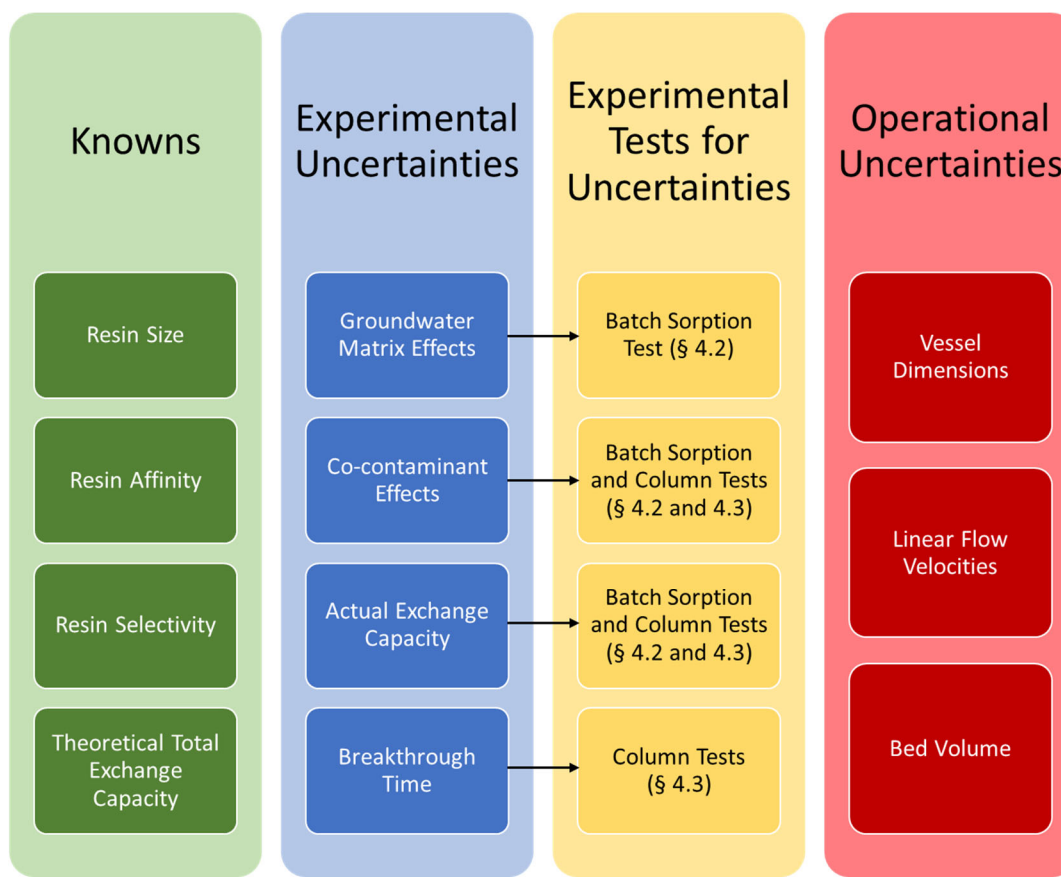 Knowns
Resin Size
Resin Affinity
Resin Selectivity
Theoretical Total
Exchange
Capacity
Experimental
Uncertainties
Groundwater
Matrix Effects
Co-contaminant
Effects
Actual Exchange
Capacity
Breakthrough
Time
Experimental
Tests for
Uncertainties
Batch Sorption
Test (§ 4.2)
Batch Sorption
and Column Tests
(§ 4.2 and 4.3)
Batch Sorption
and Column Tests
(§ 4.2 and 4.3)
Column Tests
(§ 4.3)
Operational
Uncertainties
Vessel
Dimensions
Linear Flow
Velocities
Bed Volume